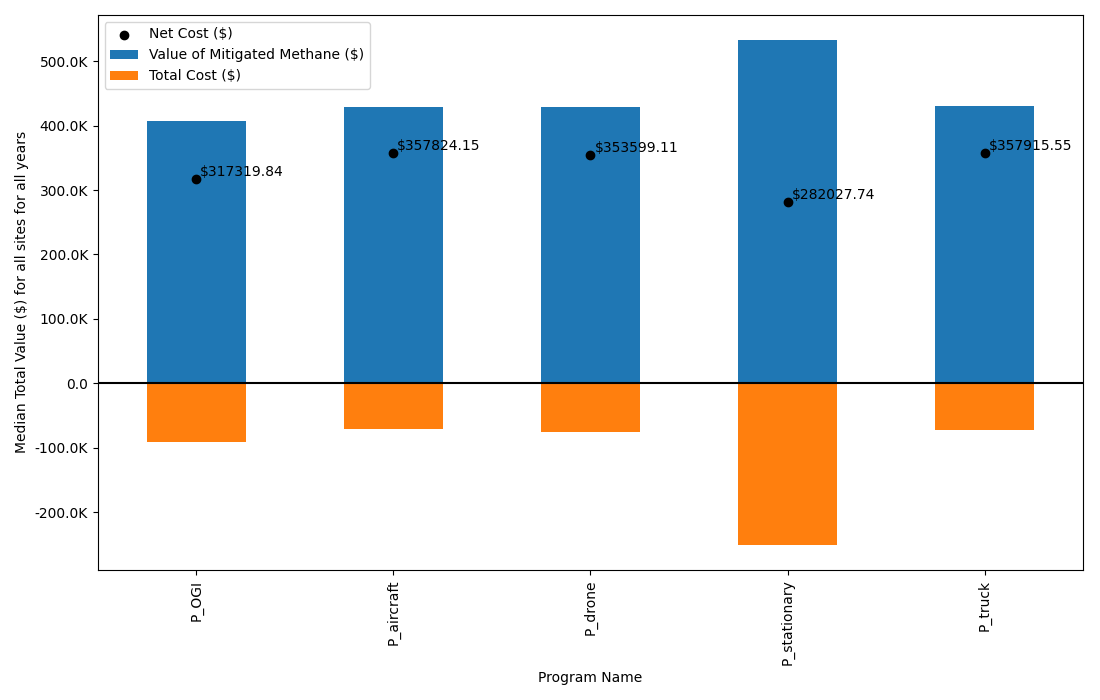 Net Cost ($)
Value of Mitigated Methane ($)
Total Cost ($)
Median Total Value ($) for all sites for all years
500.0K
400.0K
300.0K
200.0K
100.0K
0.0
-100.0K
-200.0K
$317319.84
$357824.15
$353599.11
$282027.74
$357915.55
P_OGI
P_aircraft
P_drone
P_stationary
P_truck
Program Name